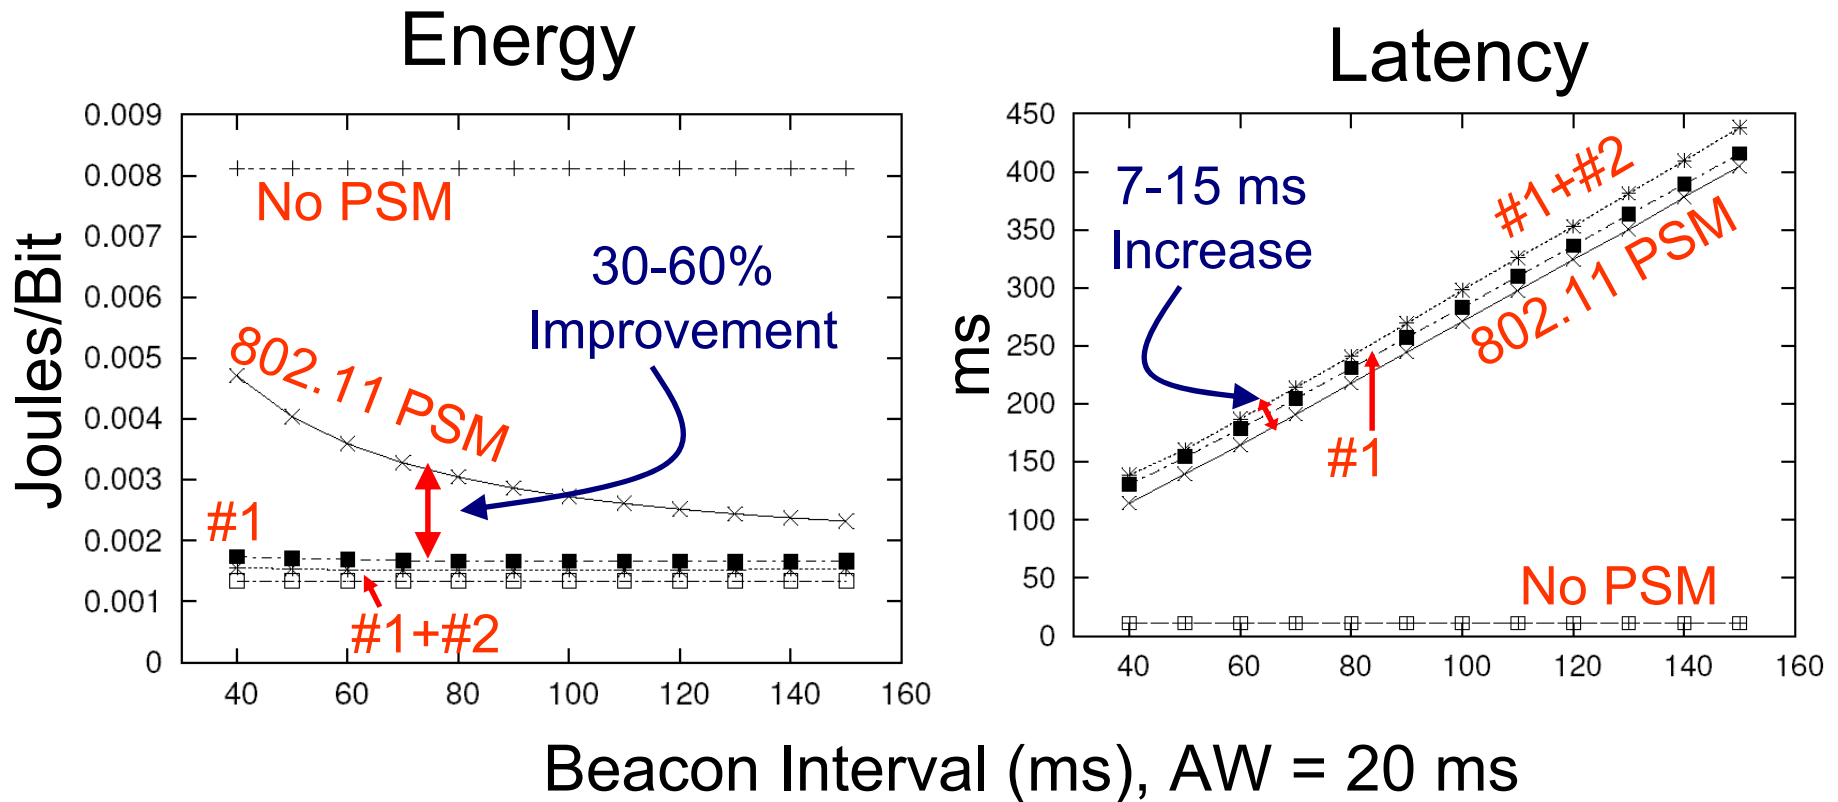 Energy
Joules/Bit
0.009
0.008
0.007
0.006
0.005
0.004
0.003
0.002
0.001
0
40 60 80 100 120 140 160
No PSM
30-60%
Improvement
802.11 PSM
#1
#1+#2
Latency
ms
450
400
350
300
250
200
150
100
50
0
40 60 80 100 120 140 160
7-15 ms
Increase
#1+#2
802.11 PSM
#1
No PSM
Beacon Interval (ms), AW = 20 ms